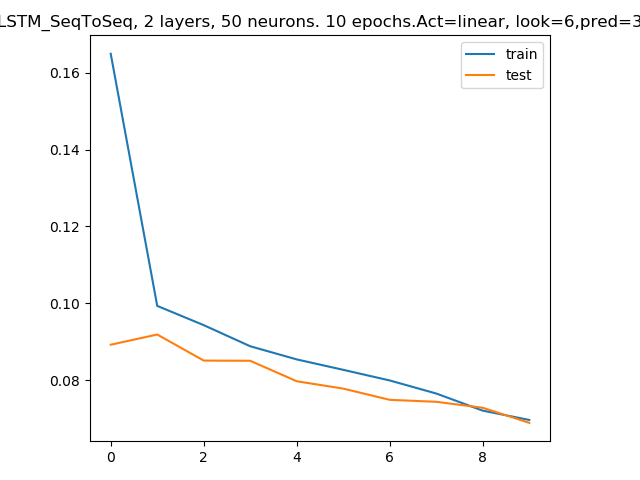 LSTM_SeqToSeq, 2 layers, 50 neurons. 10 epochs.Act=linear, look=6,pred=3
train
test
0.16
0.14
0.12
0.10
0.08
0 2 4 6 8